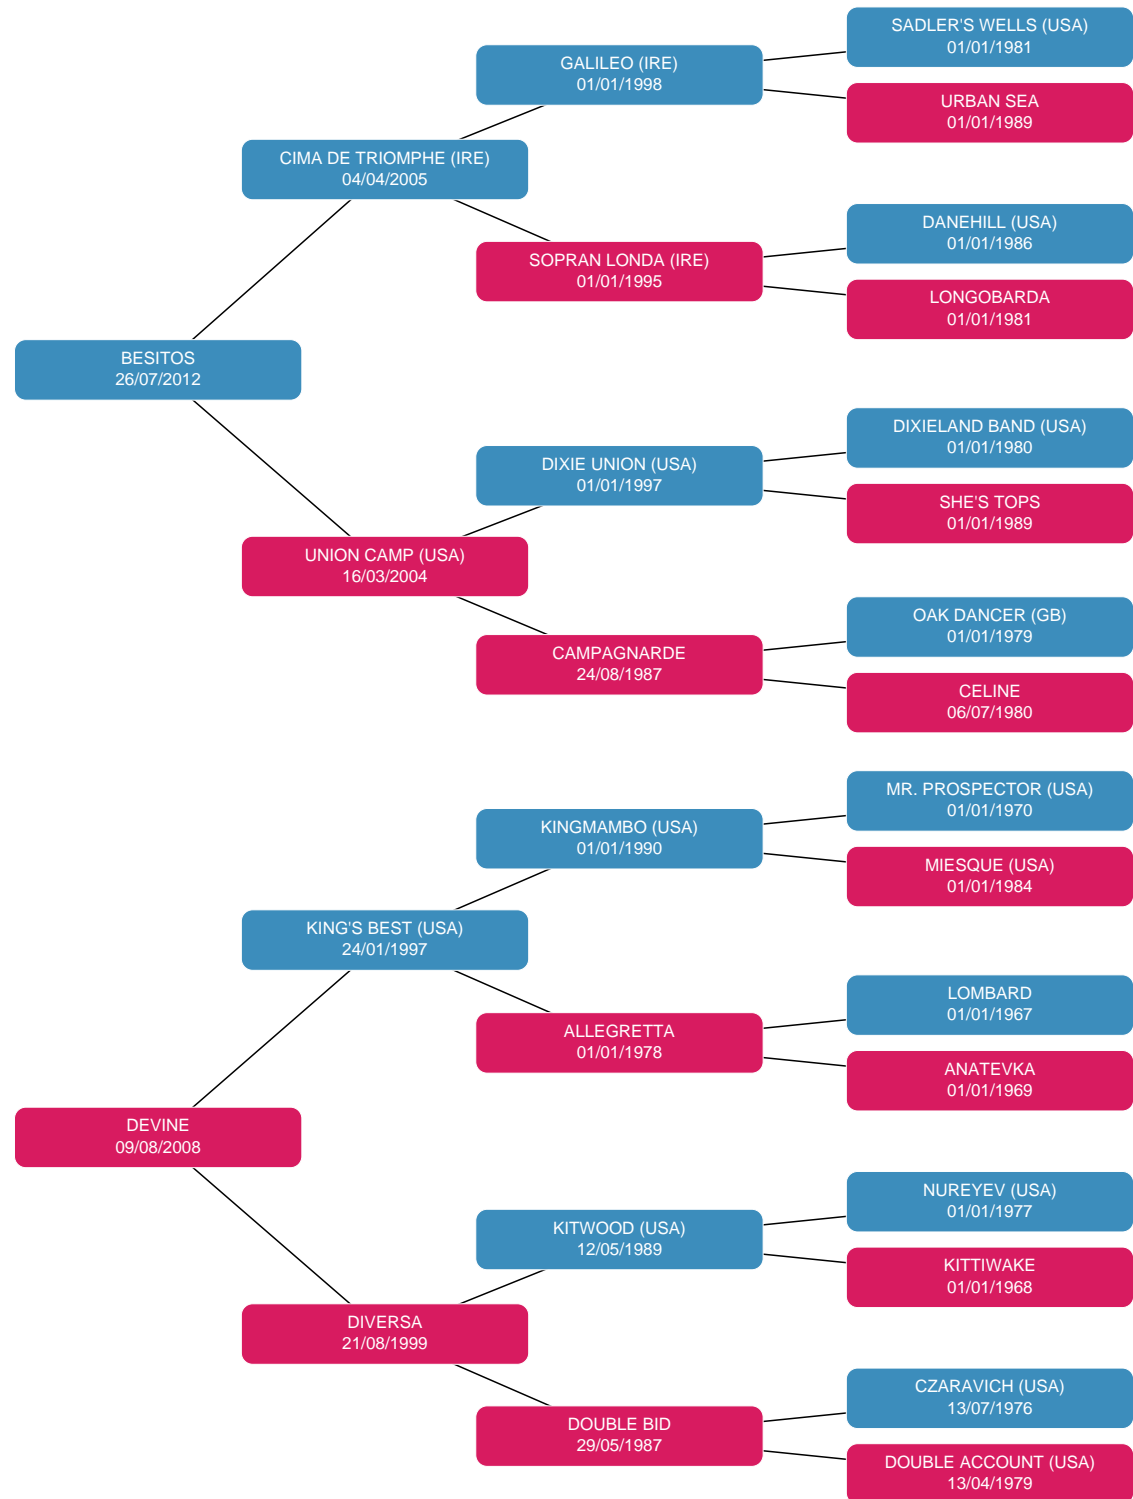 SADLER'S WELLS (USA)
01/01/1981
GALILEO (IRE)
01/01/1998
URBAN SEA
01/01/1989
CIMA DE TRIOMPHE (IRE)
04/04/2005
DANEHILL (USA)
01/01/1986
SOPRAN LONDA (IRE)
01/01/1995
LONGOBARDA
01/01/1981
BESITOS
26/07/2012
DIXIELAND BAND (USA)
01/01/1980
DIXIE UNION (USA)
01/01/1997
SHE'S TOPS
01/01/1989
UNION CAMP (USA)
16/03/2004
OAK DANCER (GB)
01/01/1979
CAMPAGNARDE
24/08/1987
CELINE
06/07/1980
MR. PROSPECTOR (USA)
01/01/1970
KINGMAMBO (USA)
01/01/1990
MIESQUE (USA)
01/01/1984
KING'S BEST (USA)
24/01/1997
LOMBARD
01/01/1967
ALLEGRETTA
01/01/1978
ANATEVKA
01/01/1969
DEVINE
09/08/2008
NUREYEV (USA)
01/01/1977
KITWOOD (USA)
12/05/1989
KITTIWAKE
01/01/1968
DIVERSA
21/08/1999
CZARAVICH (USA)
13/07/1976
DOUBLE BID
29/05/1987
DOUBLE ACCOUNT (USA)
13/04/1979